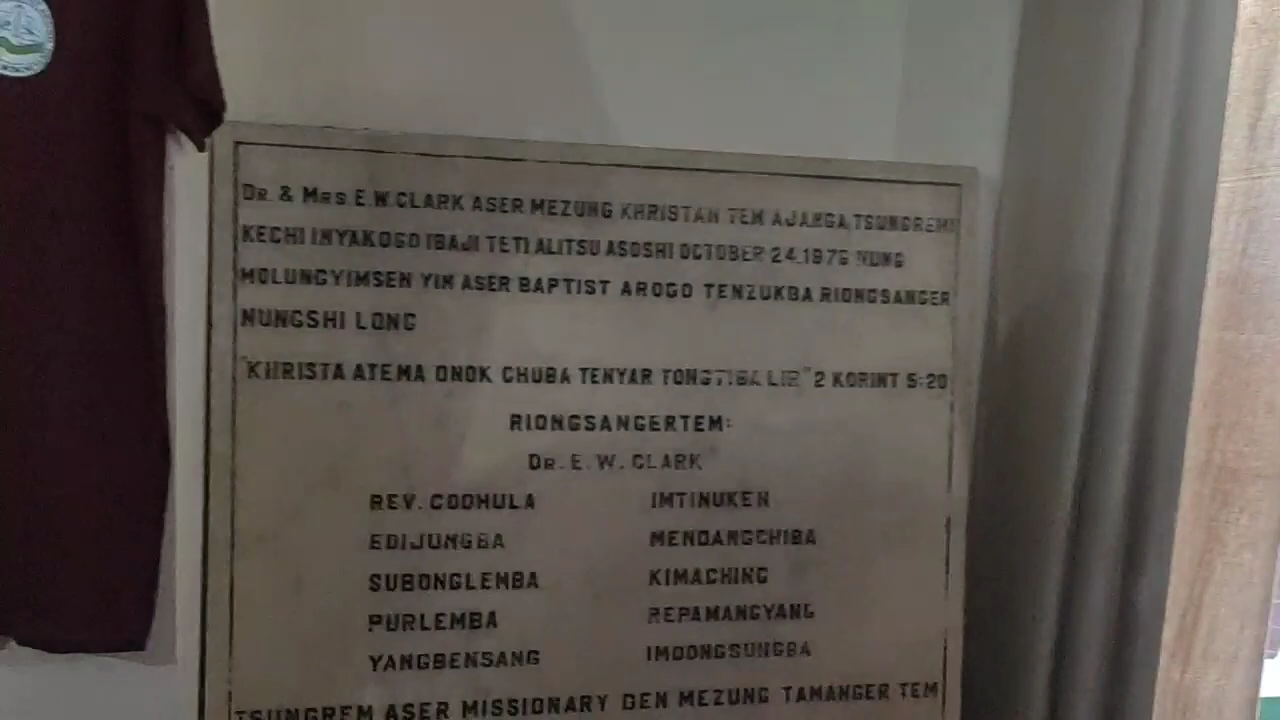 DR. & MRS. E.W. CLARK ASER MEZUNG KHRISTAN TEM AJANGA TSUNGREMI
KECHI INYAKOGO IBAJI TETI ALITSU ASOSHI OCTOBER 24, 1976 NUNG
MOLUNGYIMSEN YIM ASER BAPTIST AROGO TENZUKBA RIONGSANGER
NUNGSHI LONG
"KHRISTA ATEMA ONOK CHUBA TENYAR TONGTIBA LIR" 2 KORINT 5:20
RIONGSANGERTEM:
DR. E. W. CLARK
REV. GODHULA IMTINUKEN
EDIJUNGBA MENDANGCHIBA
SUBONGLEMBA KIMACHING
PURLEMBA REPAMANGYANG
YANGBENSANG IMDONGSUNGBA
TSUNGREM ASER MISSIONARY DEN MEZUNG TAMANGER TEM